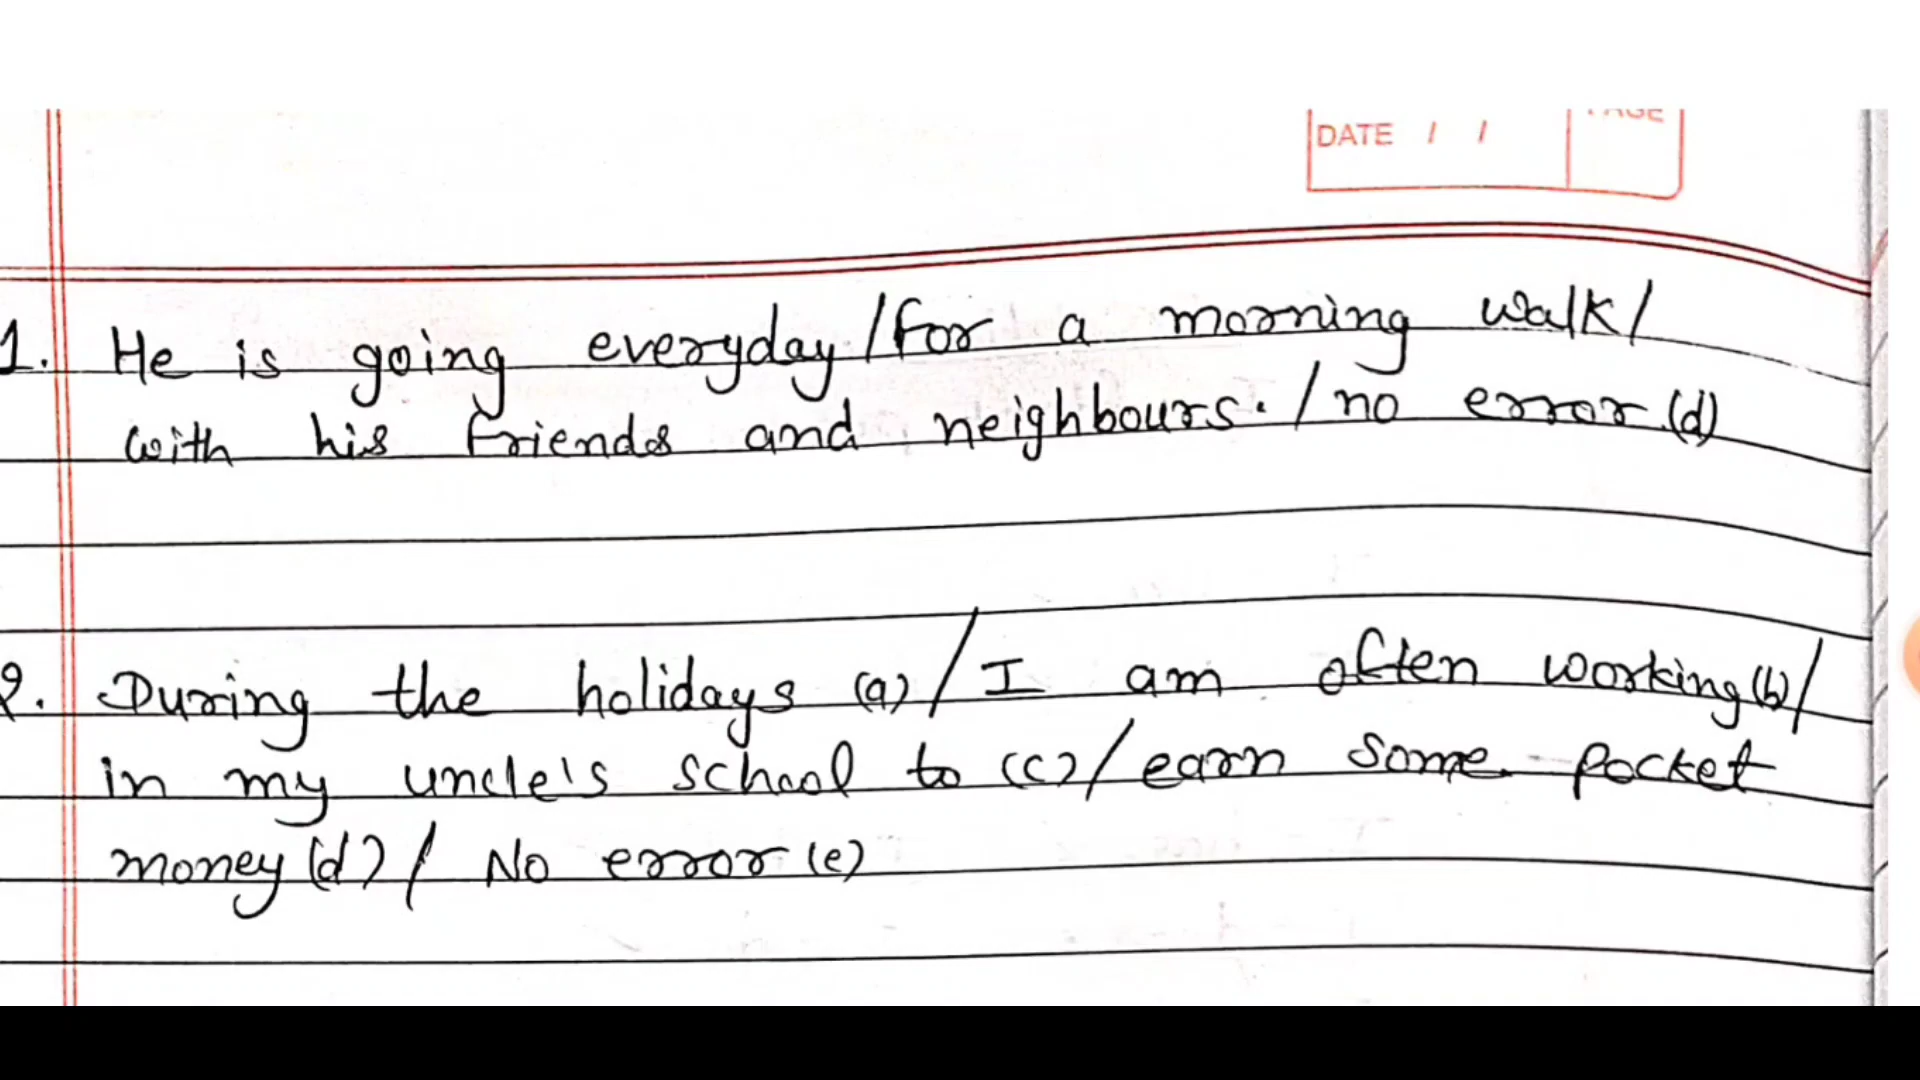 DATE / /
1. He is going everyday / for a morning walk /
with his friends and neighbours. / no error (d)
2. During the holidays (a) / I am often working (b) /
in my uncle's school to (c) / earn some pocket
money (d) / No error (e)